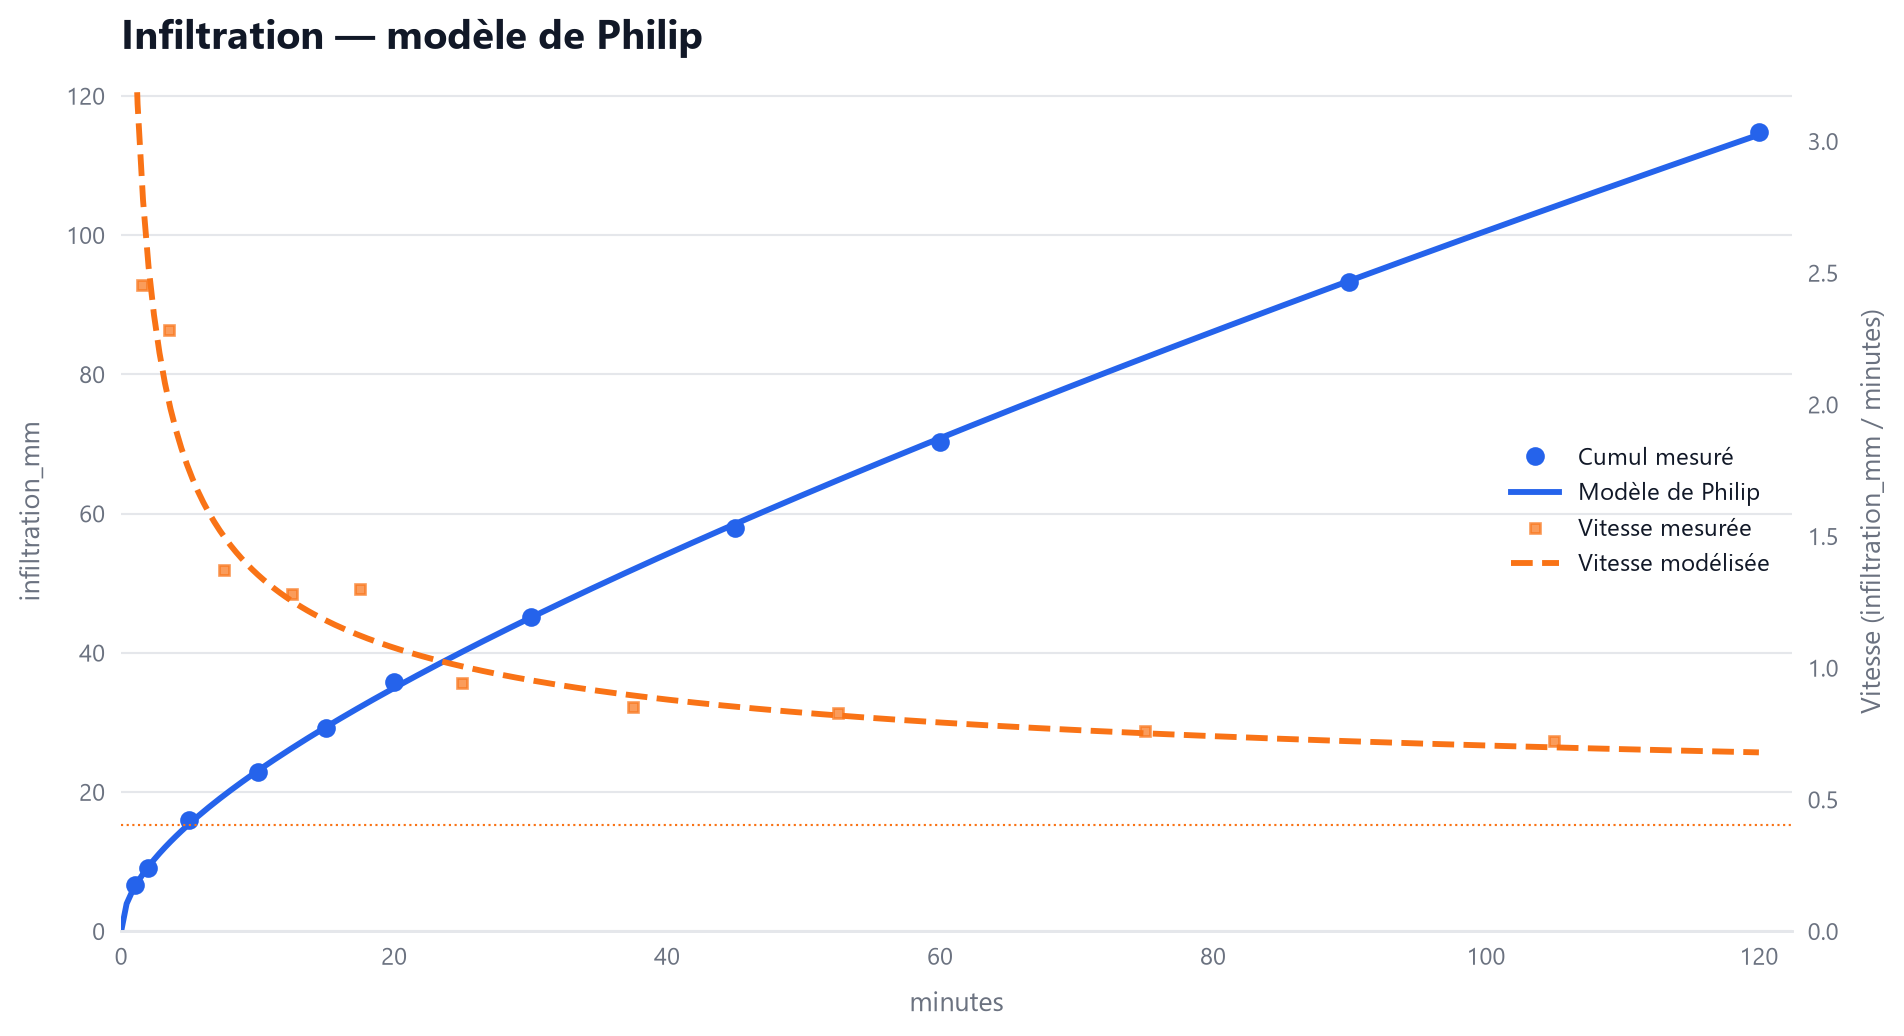 Infiltration — modèle de Philip
120
100
80
60
40
20
0
infiltration_mm
3.0
2.5
2.0
1.5
1.0
0.5
0.0
Vitesse (infiltration_mm / minutes)
Cumul mesuré
Modèle de Philip
Vitesse mesurée
Vitesse modélisée
0 20 40 60 80 100 120
minutes